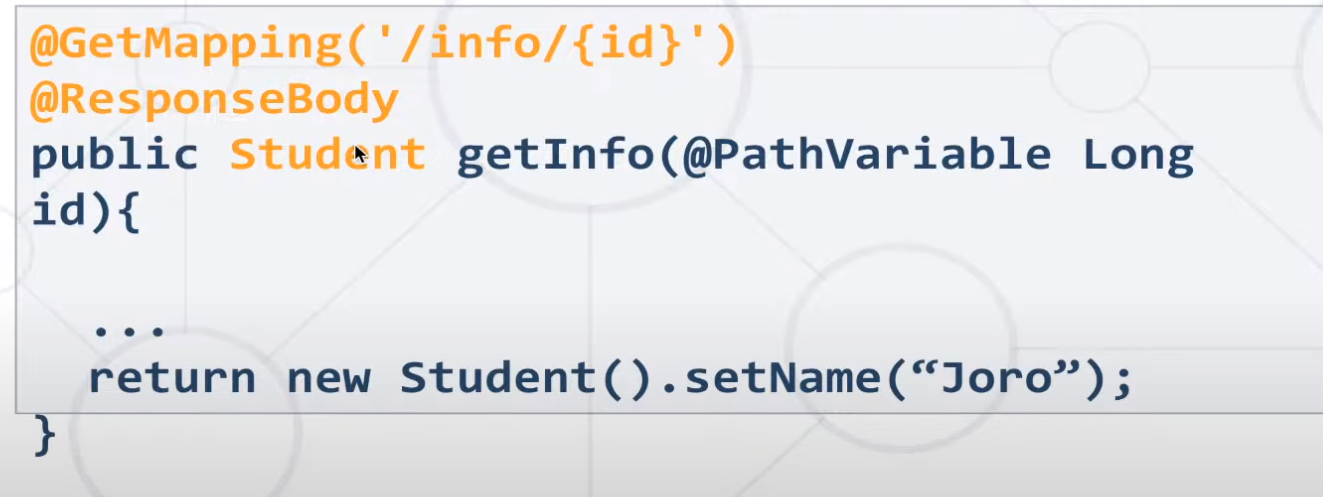 @GetMapping('/info/{id}')
@ResponseBody
public Student getInfo(@PathVariable Long
id){
...
return new Student().setName(“Joro”);
}